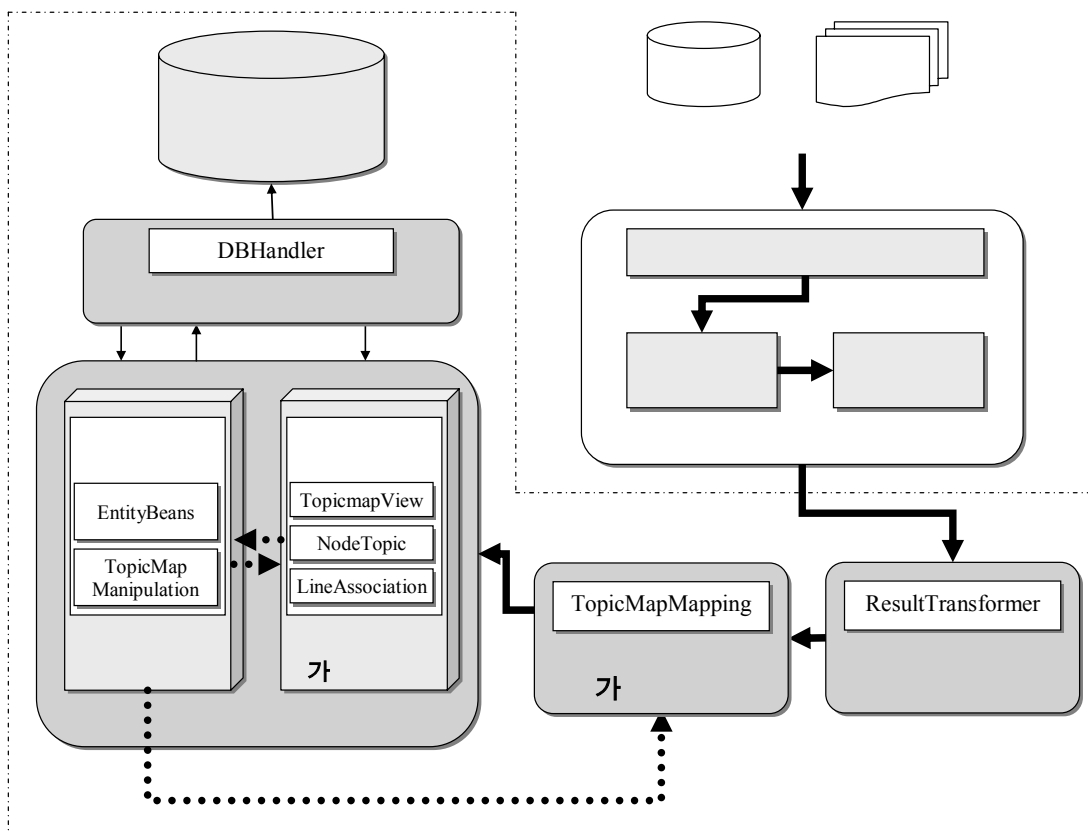 DBHandler
EntityBeans
TopicMap
Manipulation
TopicmapView
NodeTopic
LineAssociation
가
TopicMapMapping
가
ResultTransformer